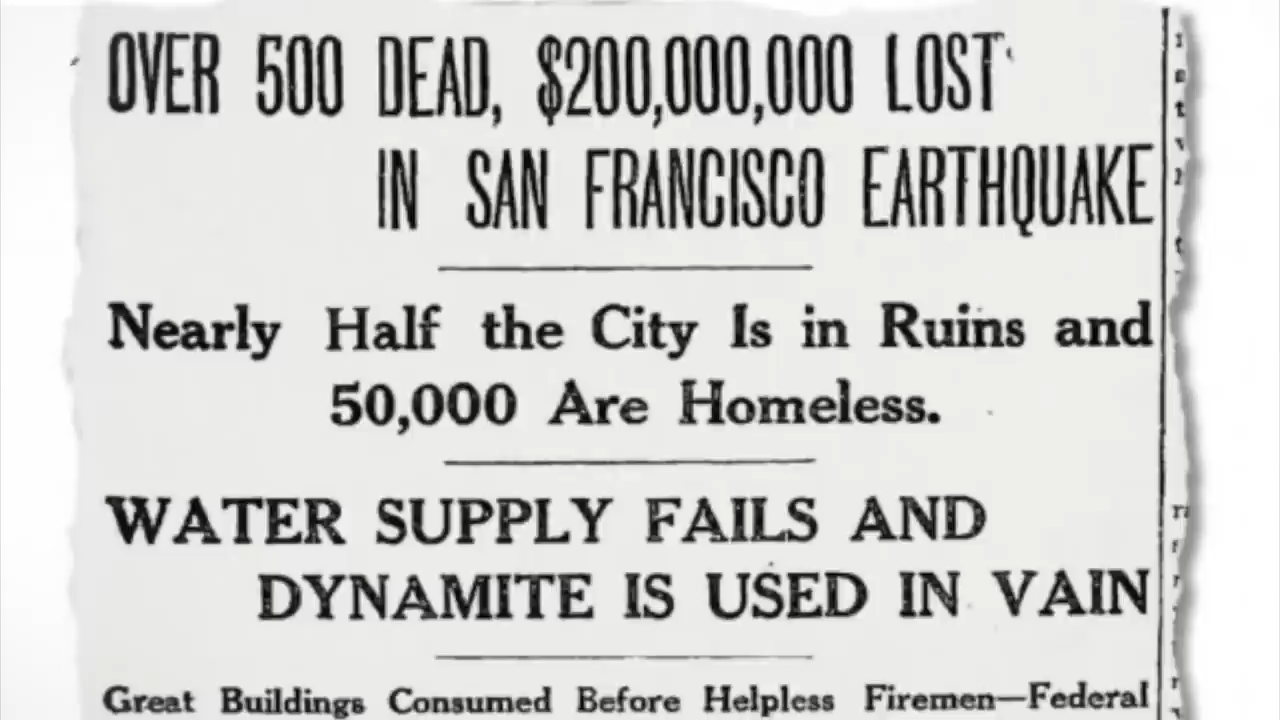 OVER 500 DEAD, $200,000,000 LOST
IN SAN FRANCISCO EARTHQUAKE
Nearly Half the City Is in Ruins and
50,000 Are Homeless.
WATER SUPPLY FAILS AND
DYNAMITE IS USED IN VAIN
Great Buildings Consumed Before Helpless Firemen—Federal